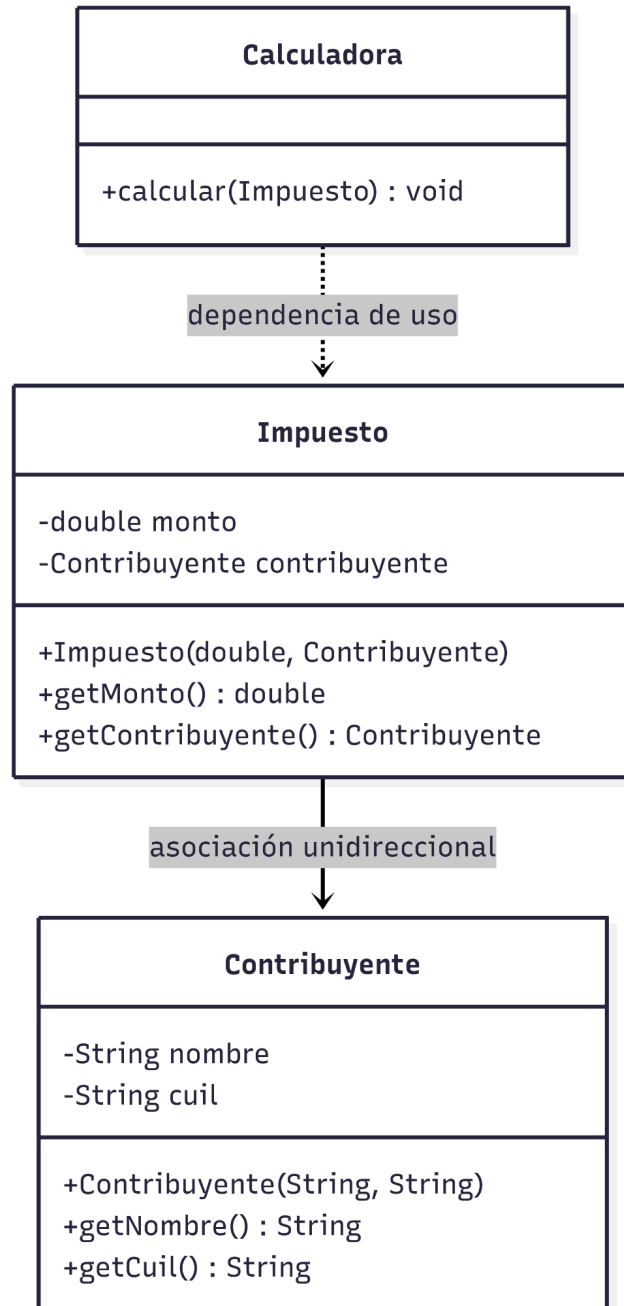 Calculadora
+calcular(Impuesto) : void
dependencia de uso
Impuesto
-double monto
-Contribuyente contribuyente
+Impuesto(double, Contribuyente)
+getMonto() : double
+getContribuyente() : Contribuyente
asociación unidireccional
Contribuyente
-String nombre
-String cuil
+Contribuyente(String, String)
+getNombre() : String
+getCuil() : String